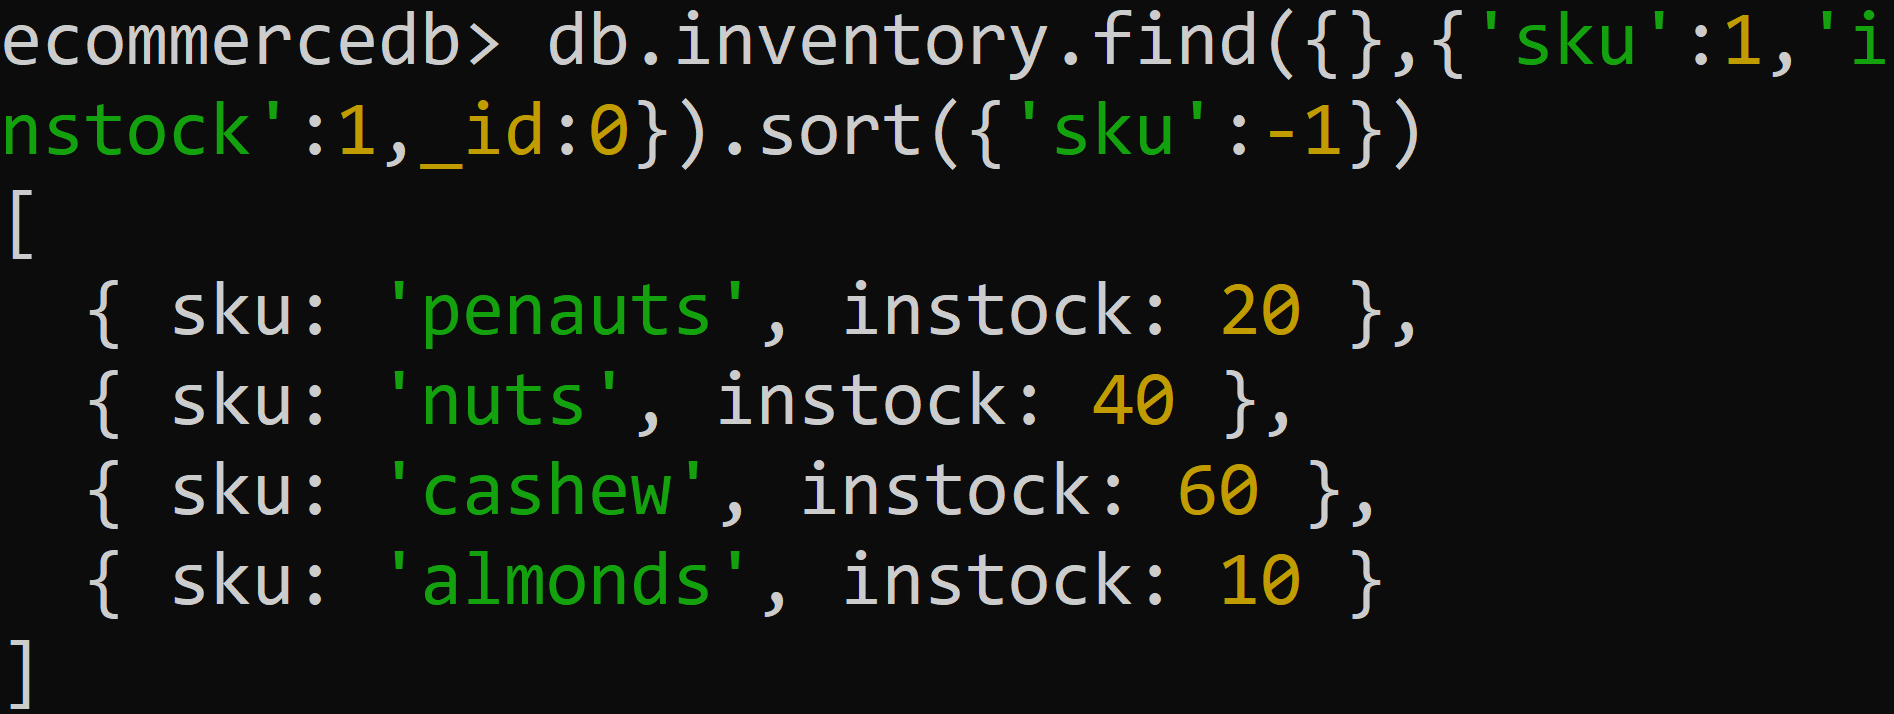 ecommercedb> db.inventory.find({},{'sku':1,'i
nstock':1,_id:0}).sort({'sku':-1})
[
  { sku: 'penauts', instock: 20 },
  { sku: 'nuts', instock: 40 },
  { sku: 'cashew', instock: 60 },
  { sku: 'almonds', instock: 10 }
]